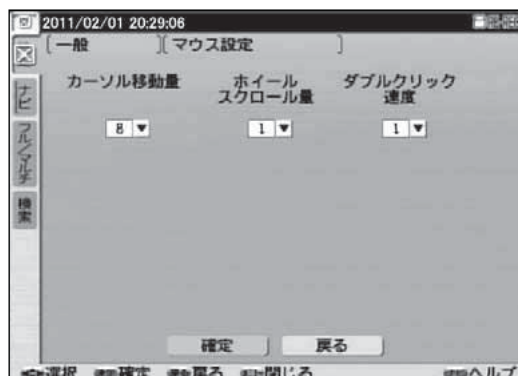 2011/02/01 20:29:06
[一般 ][マウス設定 ]
カーソル移動量 ホイール スクロール量 ダブルクリック 速度
8 ▼ 1 ▼ 1 ▼
ナビ
フル/マルチ
検索
確定 戻る
選択 確定 戻る 閉じる ヘルプ